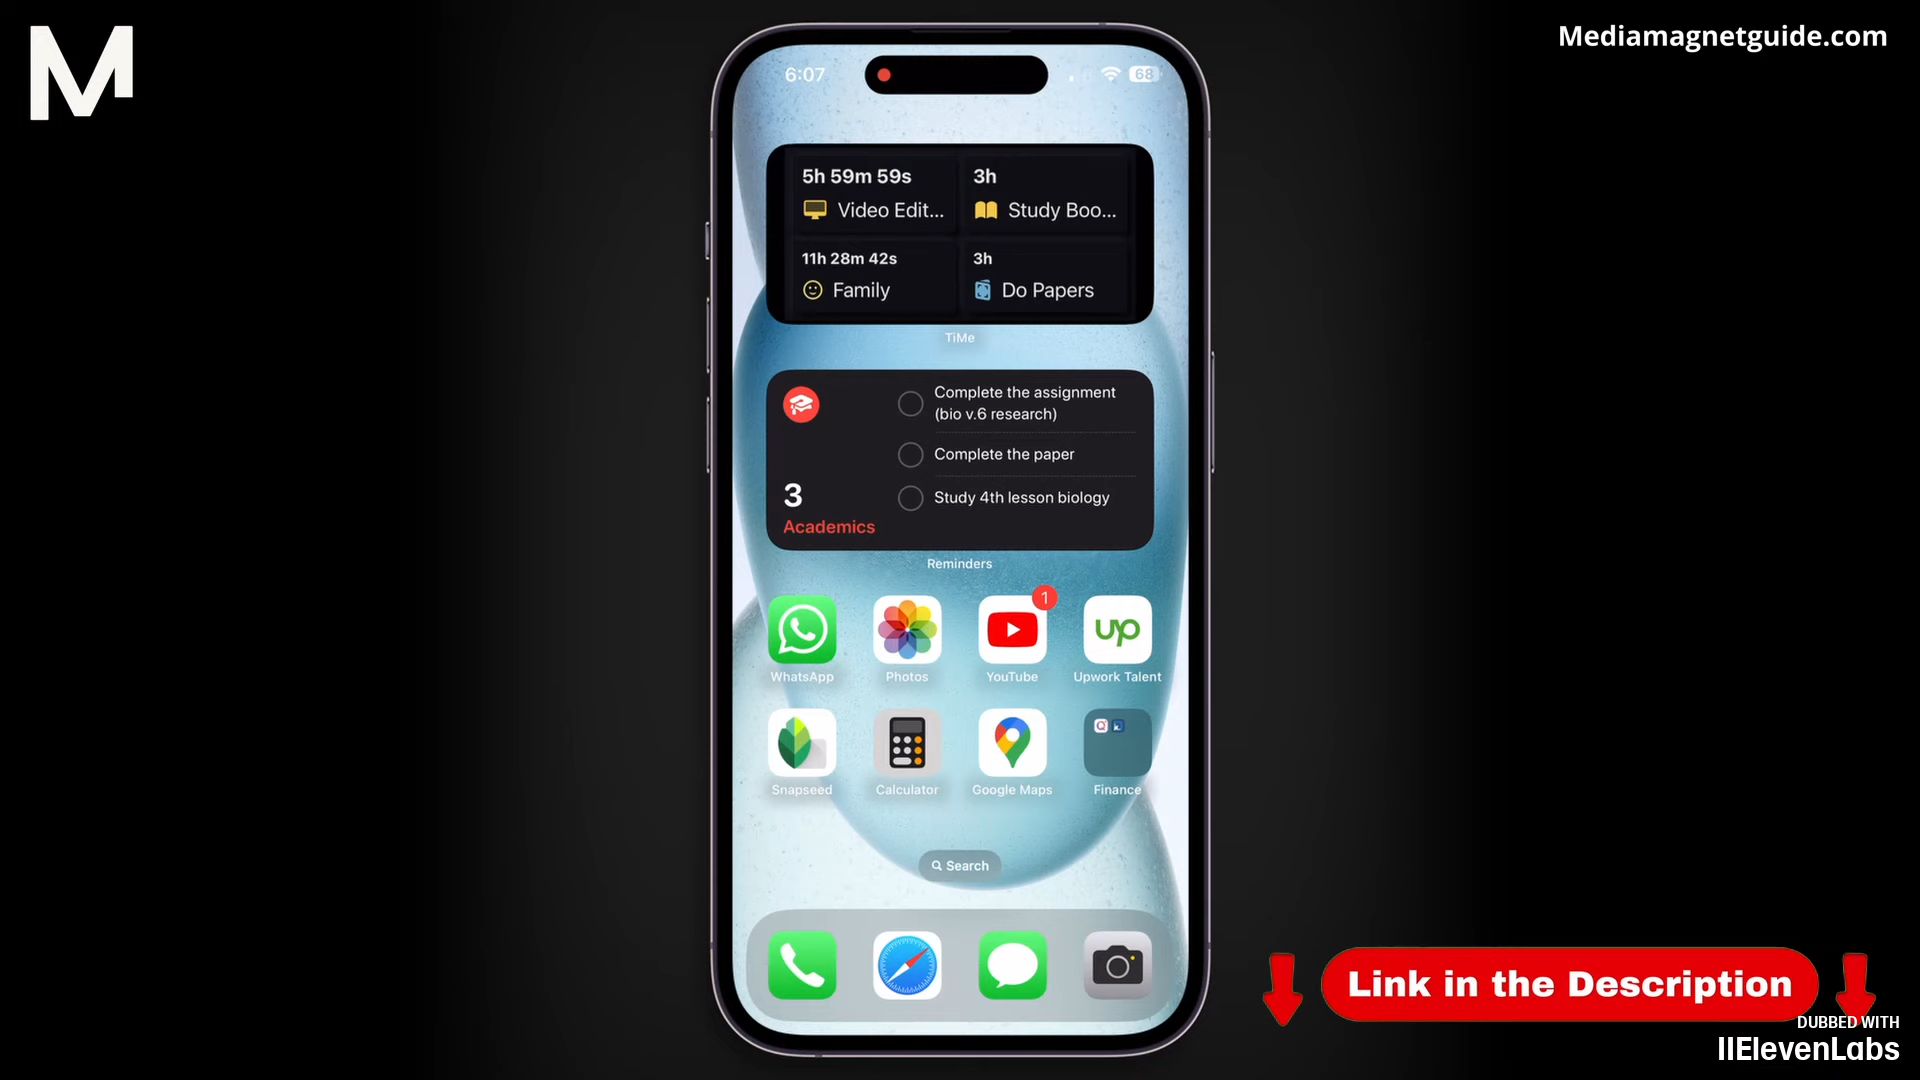 M
Mediamagnetguide.com
6:07
68
5h 59m 59s
Video Edit...
3h
Study Boo...
11h 28m 42s
Family
3h
Do Papers
TiMe
Complete the assignment
(bio v.6 research)
Complete the paper
Study 4th lesson biology
3
Academics
Reminders
1
up
WhatsApp
Photos
YouTube
Upwork Talent
Snapseed
Calculator
Google Maps
Finance
Search
Link in the Description
DUBBED WITH
IIElevenLabs